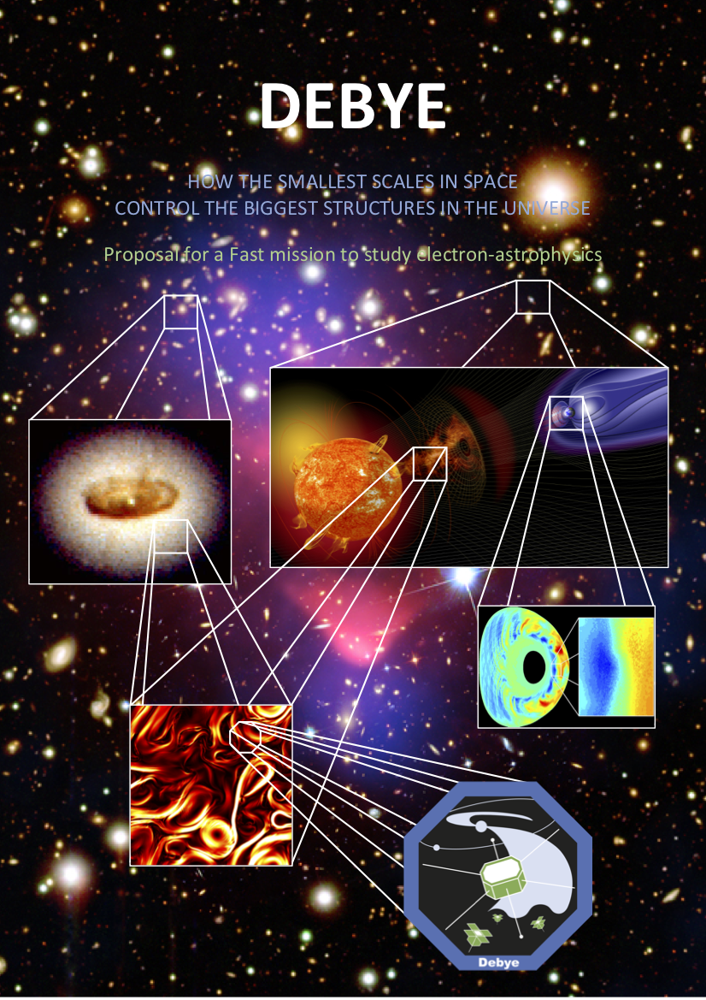 DEBYE
HOW THE SMALLEST SCALES IN SPACE
CONTROL THE BIGGEST STRUCTURES IN THE UNIVERSE
Proposal for a Fast mission to study electron-astrophysics
Debye